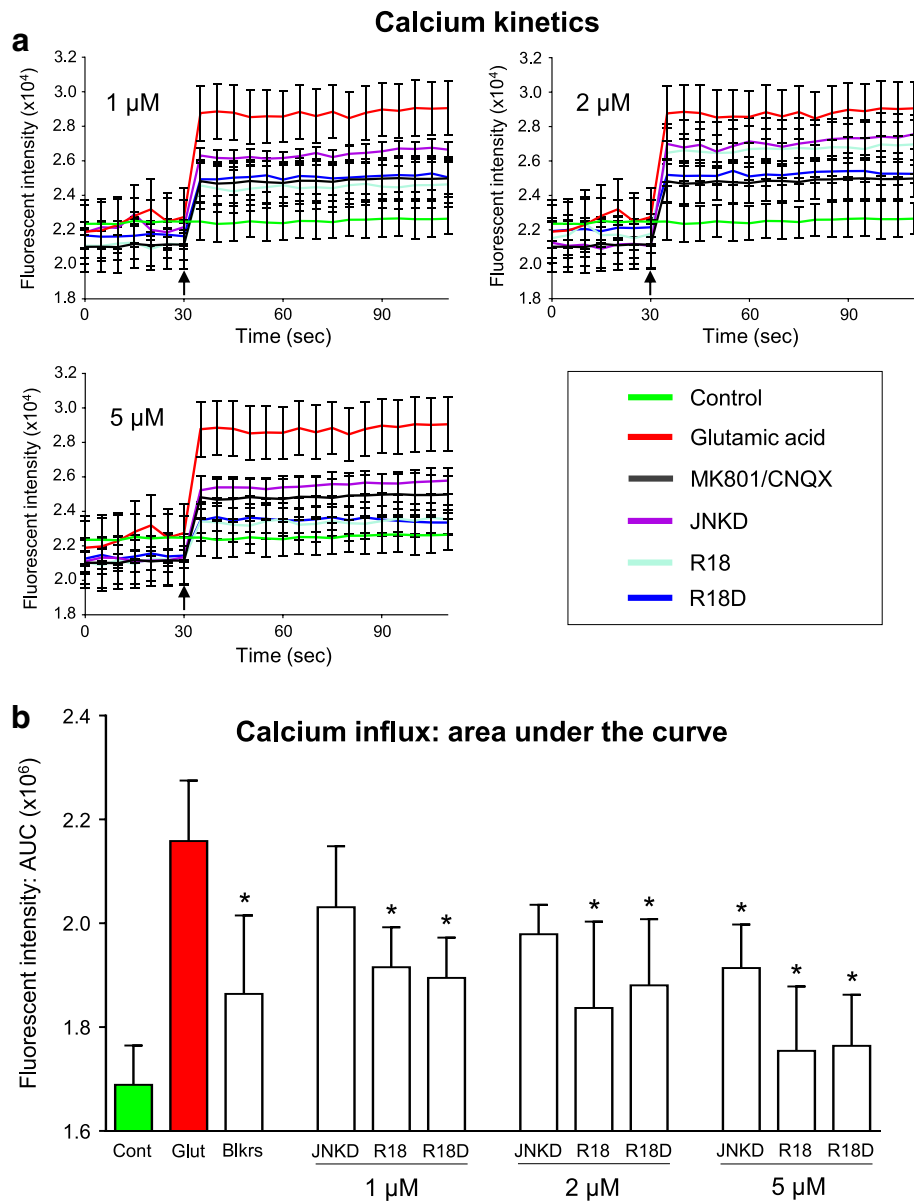 Calcium kinetics
a
Fluorescent intensity (x10⁴)
3.2
3.0
2.8
2.6
2.4
2.2
2.0
1.8
1 µM
0
30
60
90
Time (sec)
Fluorescent intensity (x10⁴)
3.2
3.0
2.8
2.6
2.4
2.2
2.0
1.8
2 µM
0
30
60
90
Time (sec)
Fluorescent intensity (x10⁴)
3.2
3.0
2.8
2.6
2.4
2.2
2.0
1.8
5 µM
0
30
60
90
Time (sec)
Control
Glutamic acid
MK801/CNQX
JNKD
R18
R18D
b
Calcium influx: area under the curve
Fluorescent intensity: AUC (x10⁶)
2.4
2.2
2.0
1.8
1.6
* * * * * * * *
Cont Glut Blkrs JNKD R18 R18D JNKD R18 R18D JNKD R18 R18D
1 µM 2 µM 5 µM